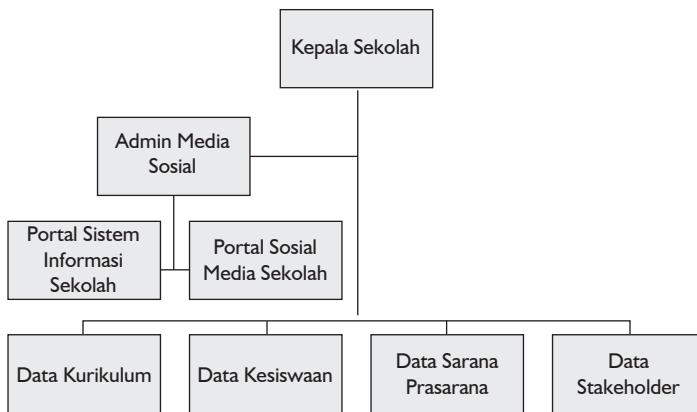 Kepala Sekolah
Admin Media
Sosial
Portal Sistem
Informasi
Sekolah
Portal Sosial
Media Sekolah
Data Kurikulum
Data Kesiswaan
Data Sarana
Prasarana
Data
Stakeholder